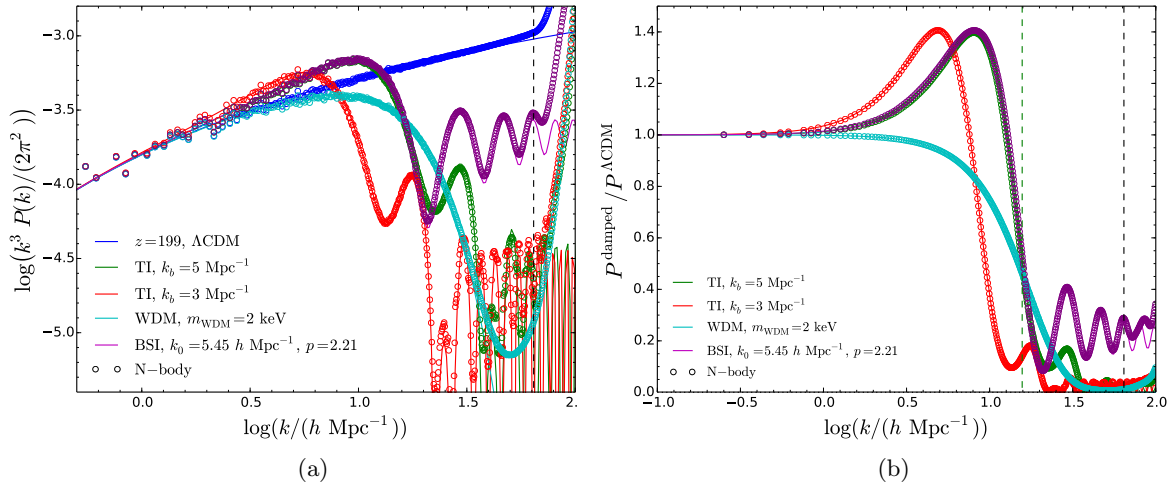 log(k³ P(k)/(2π² ))
−3.0
−3.5
−4.0
−4.5
−5.0
z=199, ΛCDM
TI, k_b=5 Mpc⁻¹
TI, k_b=3 Mpc⁻¹
WDM, m_WDM=2 keV
BSI, k₀=5.45 h Mpc⁻¹, p=2.21
N−body
0.0 0.5 1.0 1.5 2.
log(k/(h Mpc⁻¹))
(a)
P^damped/P^ΛCDM
1.4
1.2
1.0
0.8
0.6
0.4
0.2
0.0
TI, k_b=5 Mpc⁻¹
TI, k_b=3 Mpc⁻¹
WDM, m_WDM=2 keV
BSI, k₀=5.45 h Mpc⁻¹, p=2.21
N−body
−1.0 −0.5 0.0 0.5 1.0 1.5 2.0
log(k/(h Mpc⁻¹))
(b)